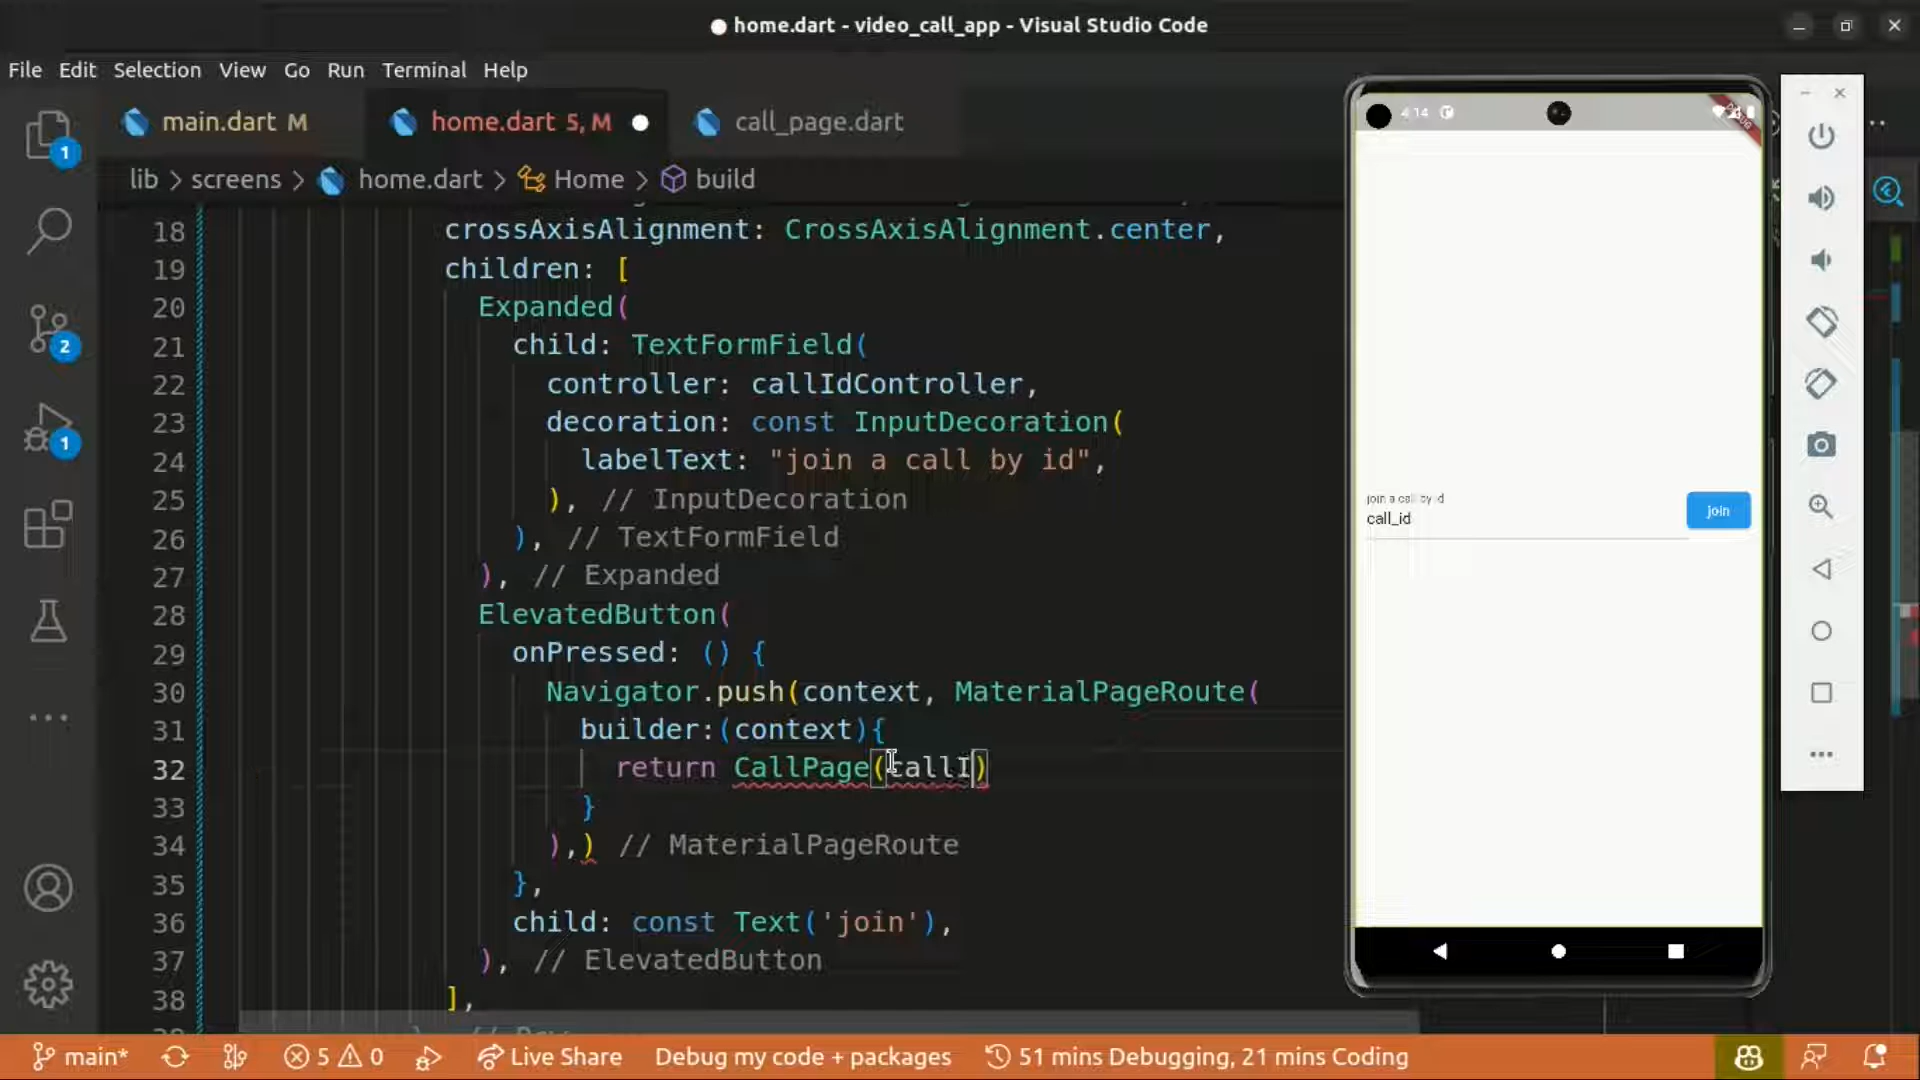 home.dart - video_call_app - Visual Studio Code
File Edit Selection View Go Run Terminal Help
main.dart M
home.dart 5, M
call_page.dart
lib > screens > home.dart > Home > build
18 crossAxisAlignment: CrossAxisAlignment.center,
19 children: [
20 Expanded(
21 child: TextFormField(
22 controller: callIdController,
23 decoration: const InputDecoration(
24 labelText: "join a call by id",
25 ), // InputDecoration
26 ), // TextFormField
27 ), // Expanded
28 ElevatedButton(
29 onPressed: () {
30 Navigator.push(context, MaterialPageRoute(
31 builder:(context){
32 return CallPage(callI)
33 }
34 ),) // MaterialPageRoute
35 },
36 child: const Text('join'),
37 ), // ElevatedButton
38 ],
1
2
1
4:14
join a call by id
call_id
join
main*
5
0
Live Share
Debug my code + packages
51 mins Debugging, 21 mins Coding